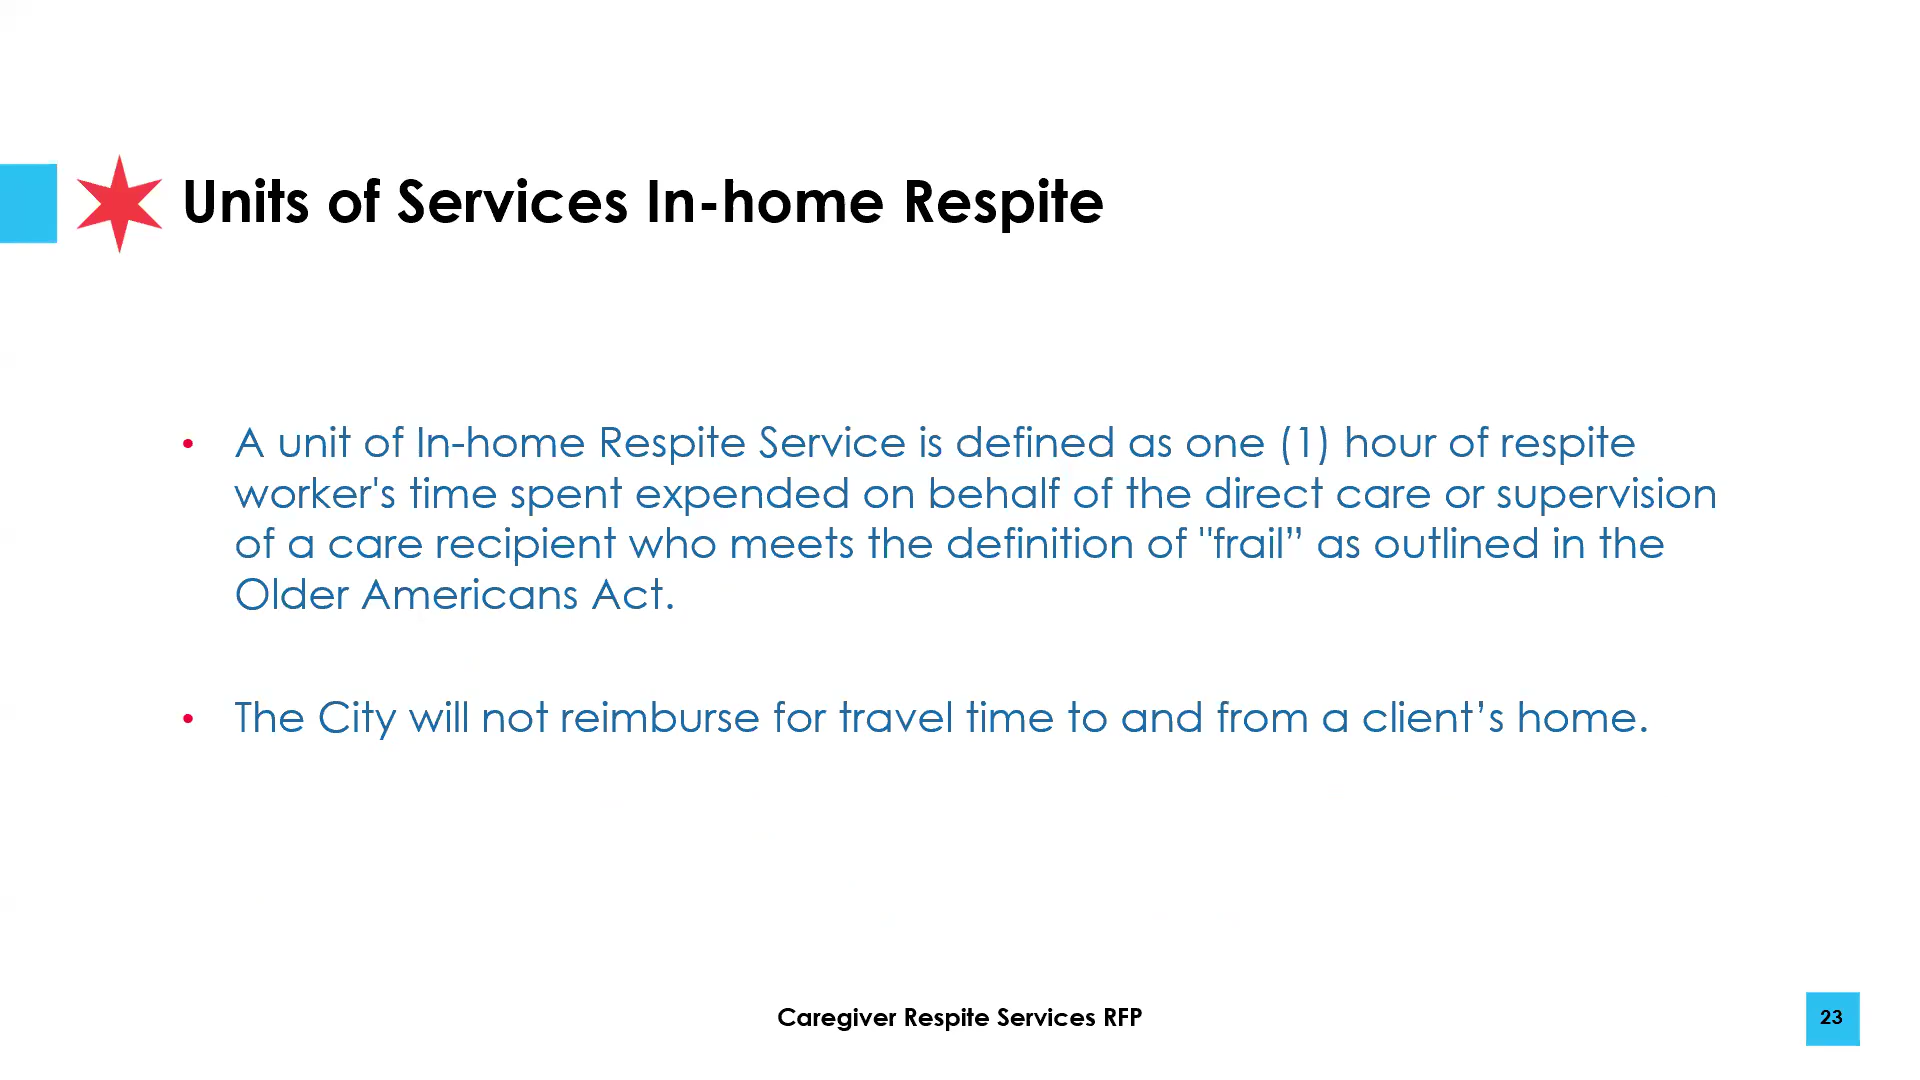 Units of Services In-home Respite
• A unit of In-home Respite Service is defined as one (1) hour of respite
worker's time spent expended on behalf of the direct care or supervision
of a care recipient who meets the definition of "frail” as outlined in the
Older Americans Act.
• The City will not reimburse for travel time to and from a client’s home.
Caregiver Respite Services RFP
23